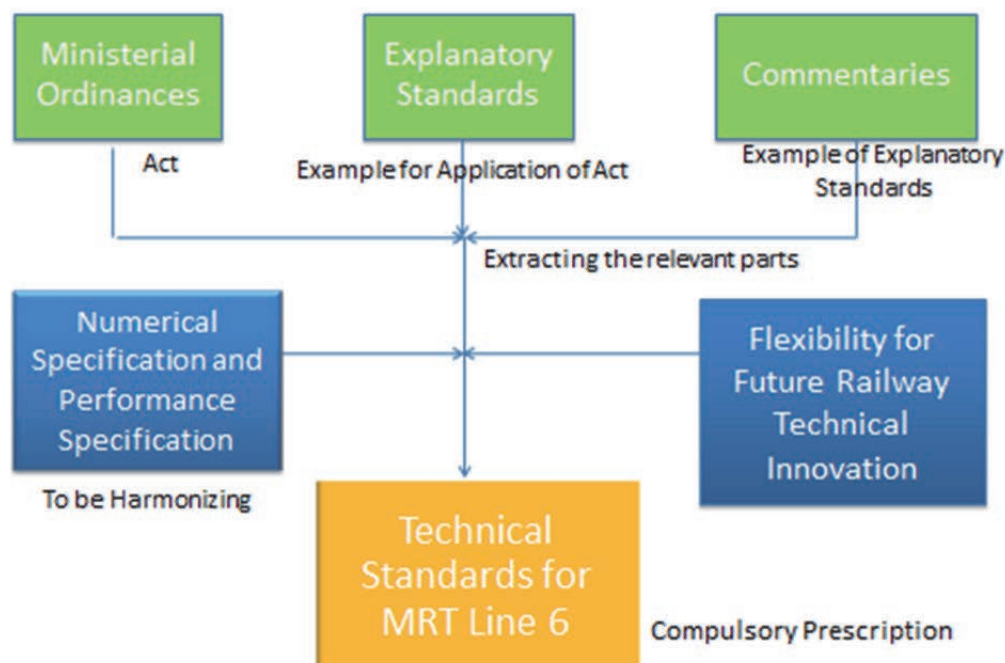 Ministerial
Ordinances
Explanatory
Standards
Commentaries
Act
Example for Application of Act
Example of Explanatory
Standards
Extracting the relevant parts
Numerical
Specification and
Performance
Specification
Flexibility for
Future Railway
Technical
Innovation
To be Harmonizing
Technical
Standards for
MRT Line 6
Compulsory Prescription